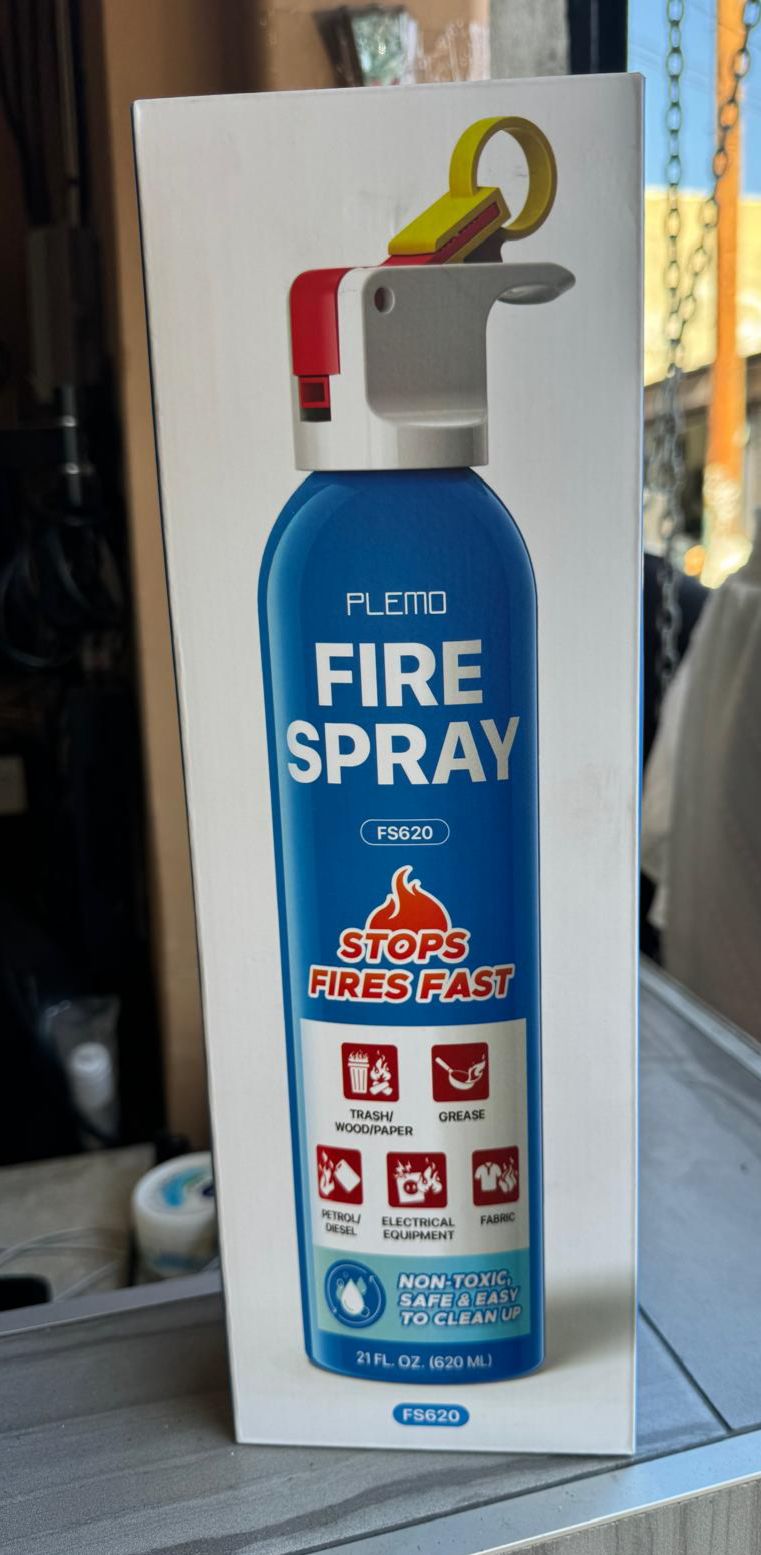 PLEMO
FIRE
SPRAY
FS620
STOPS
FIRES FAST
TRASH/
WOOD/PAPER
GREASE
PETROL/
DIESEL
ELECTRICAL
EQUIPMENT
FABRIC
NON-TOXIC,
SAFE & EASY
TO CLEAN UP
21 FL. OZ. (620 ML)
FS620